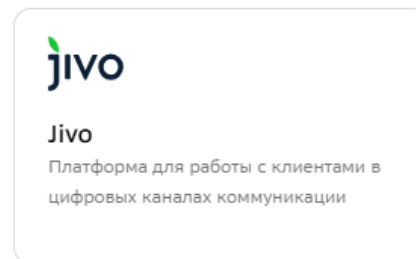 jivo
Jivo
Платформа для работы с клиентами в
цифровых каналах коммуникации